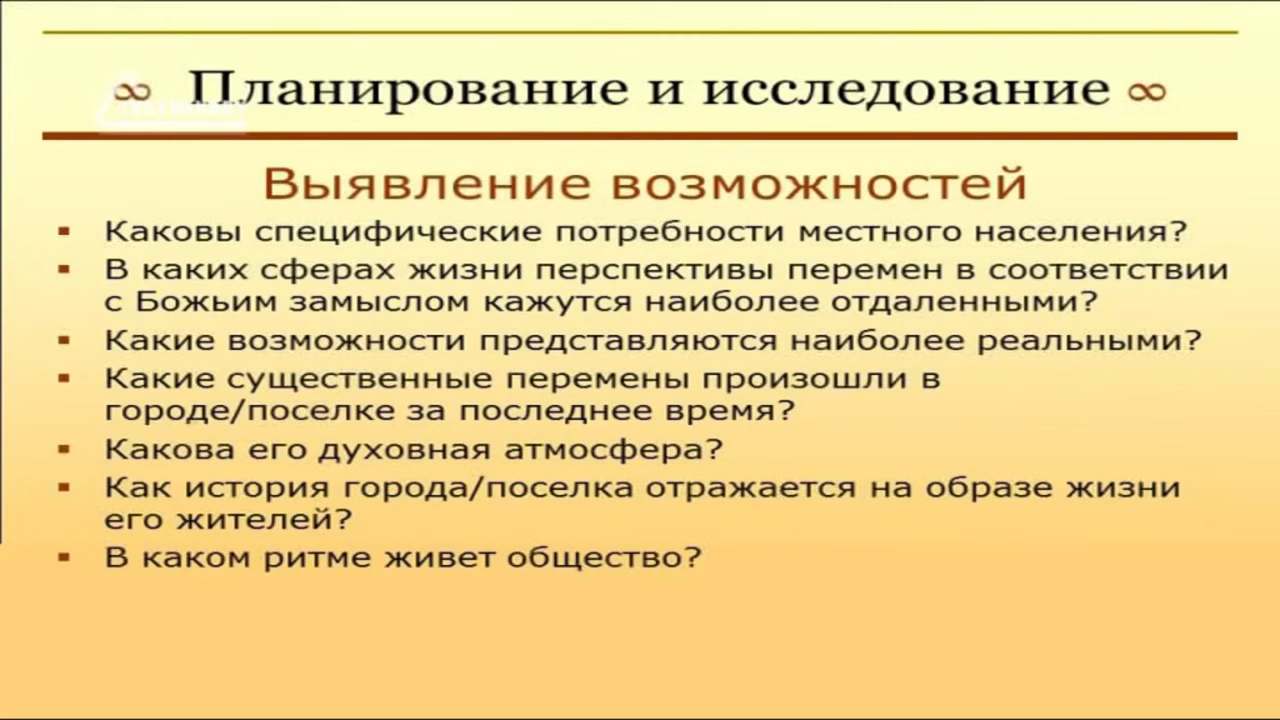 ∞ Планирование и исследование ∞
Выявление возможностей
▪ Каковы специфические потребности местного населения?
▪ В каких сферах жизни перспективы перемен в соответствии
с Божьим замыслом кажутся наиболее отдаленными?
▪ Какие возможности представляются наиболее реальными?
▪ Какие существенные перемены произошли в
городе/поселке за последнее время?
▪ Какова его духовная атмосфера?
▪ Как история города/поселка отражается на образе жизни
его жителей?
▪ В каком ритме живет общество?